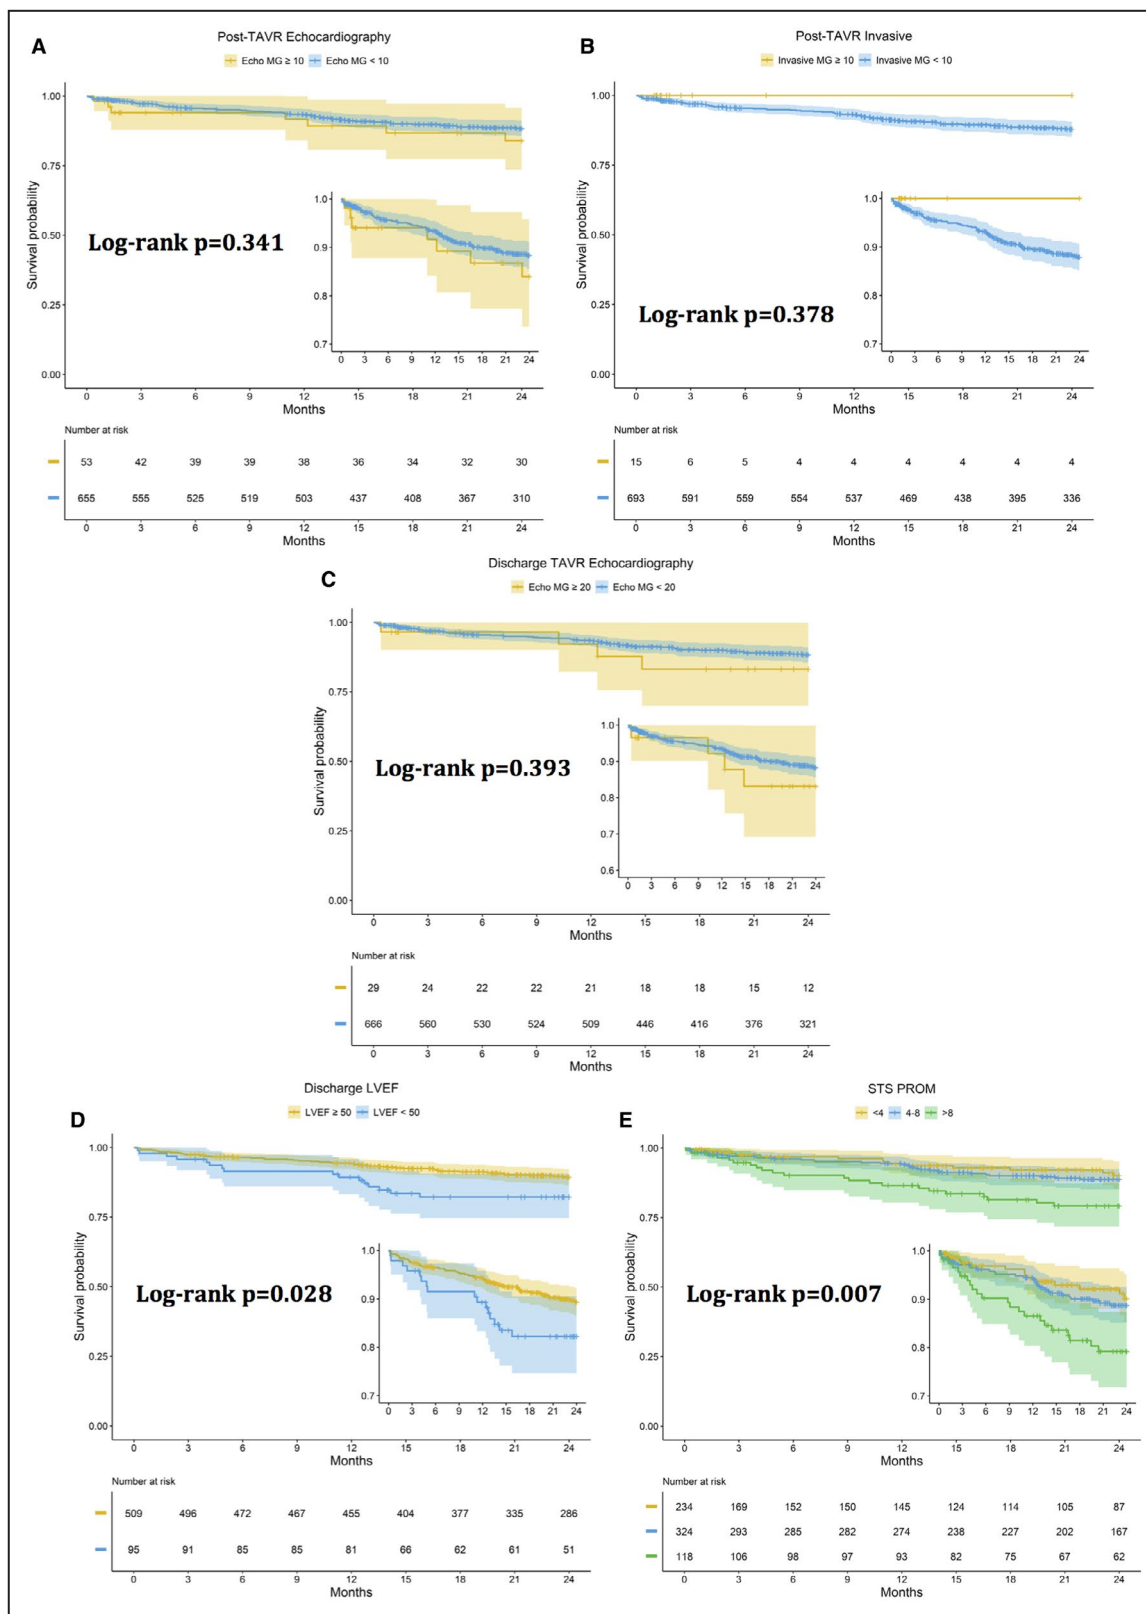 A
Post-TAVR Echocardiography
Echo MG ≥ 10 Echo MG < 10
1.00
0.75
0.50
0.25
0.00
Survival probability
Log-rank p=0.341
1.0
0.9
0.8
0.7
0 3 6 9 12 15 18 21 24
0 3 6 9 12 15 18 21 24
Months
Number at risk
53 42 39 39 38 36 34 32 30
655 555 525 519 503 437 408 367 310
0 3 6 9 12 15 18 21 24
Months
B
Post-TAVR Invasive
Invasive MG ≥ 10 Invasive MG < 10
1.00
0.75
0.50
0.25
0.00
Survival probability
Log-rank p=0.378
1.0
0.9
0.8
0.7
0 3 6 9 12 15 18 21 24
0 3 6 9 12 15 18 21 24
Months
Number at risk
15 6 5 4 4 4 4 4 4
693 591 559 554 537 469 438 395 336
0 3 6 9 12 15 18 21 24
Months
C
Discharge TAVR Echocardiography
Echo MG ≥ 20 Echo MG < 20
1.00
0.75
0.50
0.25
0.00
Survival probability
Log-rank p=0.393
1.0
0.9
0.8
0.7
0.6
0 3 6 9 12 15 18 21 24
0 3 6 9 12 15 18 21 24
Months
Number at risk
29 24 22 22 21 18 18 15 12
666 560 530 524 509 446 416 376 321
0 3 6 9 12 15 18 21 24
Months
D
Discharge LVEF
LVEF ≥ 50 LVEF < 50
1.00
0.75
0.50
0.25
0.00
Survival probability
Log-rank p=0.028
1.0
0.9
0.8
0.7
0 3 6 9 12 15 18 21 24
0 3 6 9 12 15 18 21 24
Months
Number at risk
509 496 472 467 455 404 377 335 286
95 91 85 85 81 66 62 61 51
0 3 6 9 12 15 18 21 24
Months
E
STS PROM
<4 4-8 >8
1.00
0.75
0.50
0.25
0.00
Survival probability
Log-rank p=0.007
1.0
0.9
0.8
0.7
0 3 6 9 12 15 18 21 24
0 3 6 9 12 15 18 21 24
Months
Number at risk
234 169 152 150 145 124 114 105 87
324 293 285 282 274 238 227 202 167
118 106 98 97 93 82 75 67 62
0 3 6 9 12 15 18 21 24
Months